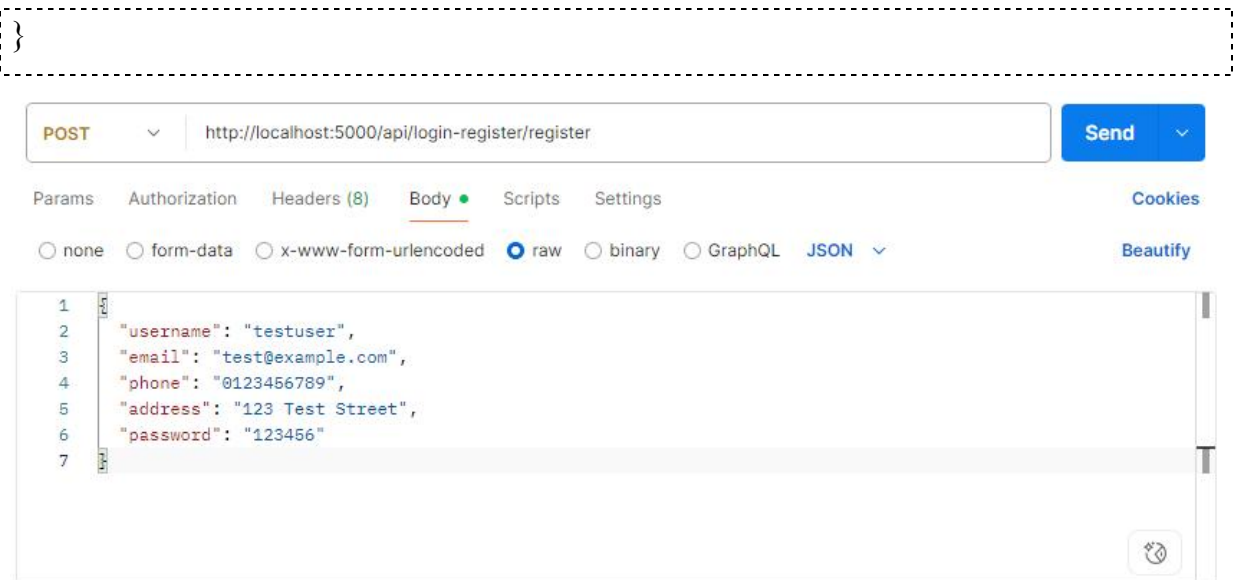 }
POST http://localhost:5000/api/login-register/register Send
Params Authorization Headers (8) Body Scripts Settings Cookies
none form-data x-www-form-urlencoded raw binary GraphQL JSON Beautify
1 {
2 "username": "testuser",
3 "email": "test@example.com",
4 "phone": "0123456789",
5 "address": "123 Test Street",
6 "password": "123456"
7 }